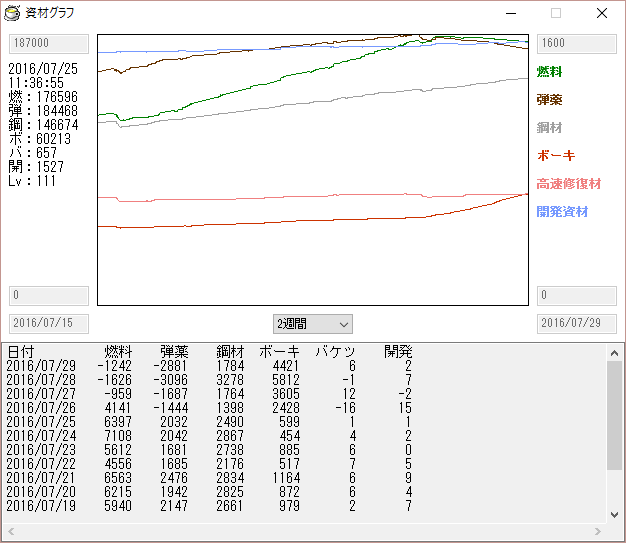 資材グラフ
187000
1600
2016/07/25
11:36:55
燃：176596
弾：184468
鋼：146674
ボ：60213
バ：657
開：1527
Lv：111
燃料
弾薬
鋼材
ボーキ
高速修復材
開発資材
0
0
2016/07/15
2週間
2016/07/29
日付 燃料 弾薬 鋼材 ボーキ バケツ 開発
2016/07/29 -1242 -2881 1784 4421 6 2
2016/07/28 -1626 -3096 3278 5812 -1 7
2016/07/27 -959 -1687 1764 3605 12 -2
2016/07/26 4141 -1444 1398 2428 -16 15
2016/07/25 6397 2032 2490 599 1 1
2016/07/24 7108 2042 2867 454 4 2
2016/07/23 5612 1681 2738 885 6 0
2016/07/22 4556 1685 2176 517 7 5
2016/07/21 6563 2476 2834 1164 6 9
2016/07/20 6215 1942 2825 872 6 4
2016/07/19 5940 2147 2661 979 2 7